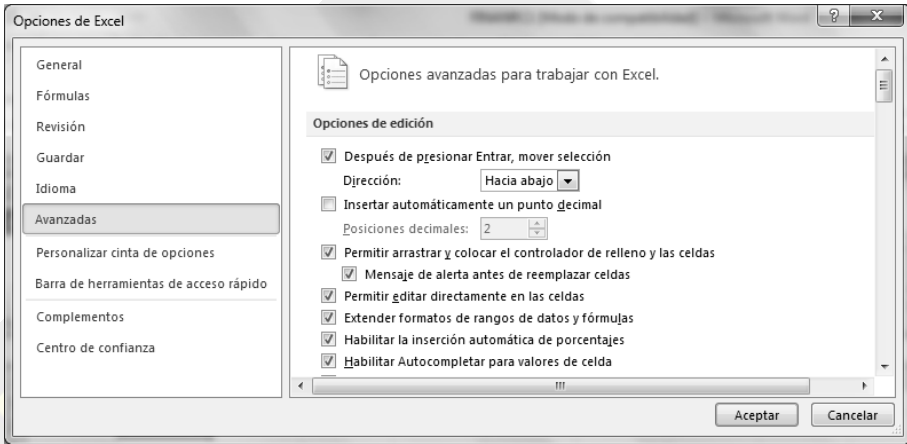 Opciones de Excel
General
Fórmulas
Revisión
Guardar
Idioma
Avanzadas
Personalizar cinta de opciones
Barra de herramientas de acceso rápido
Complementos
Centro de confianza
Opciones avanzadas para trabajar con Excel.
Opciones de edición
Después de presionar Entrar, mover selección
Dirección: Hacia abajo
Insertar automáticamente un punto decimal
Posiciones decimales: 2
Permitir arrastrar y colocar el controlador de relleno y las celdas
Mensaje de alerta antes de reemplazar celdas
Permitir editar directamente en las celdas
Extender formatos de rangos de datos y fórmulas
Habilitar la inserción automática de porcentajes
Habilitar Autocompletar para valores de celda
Aceptar Cancelar